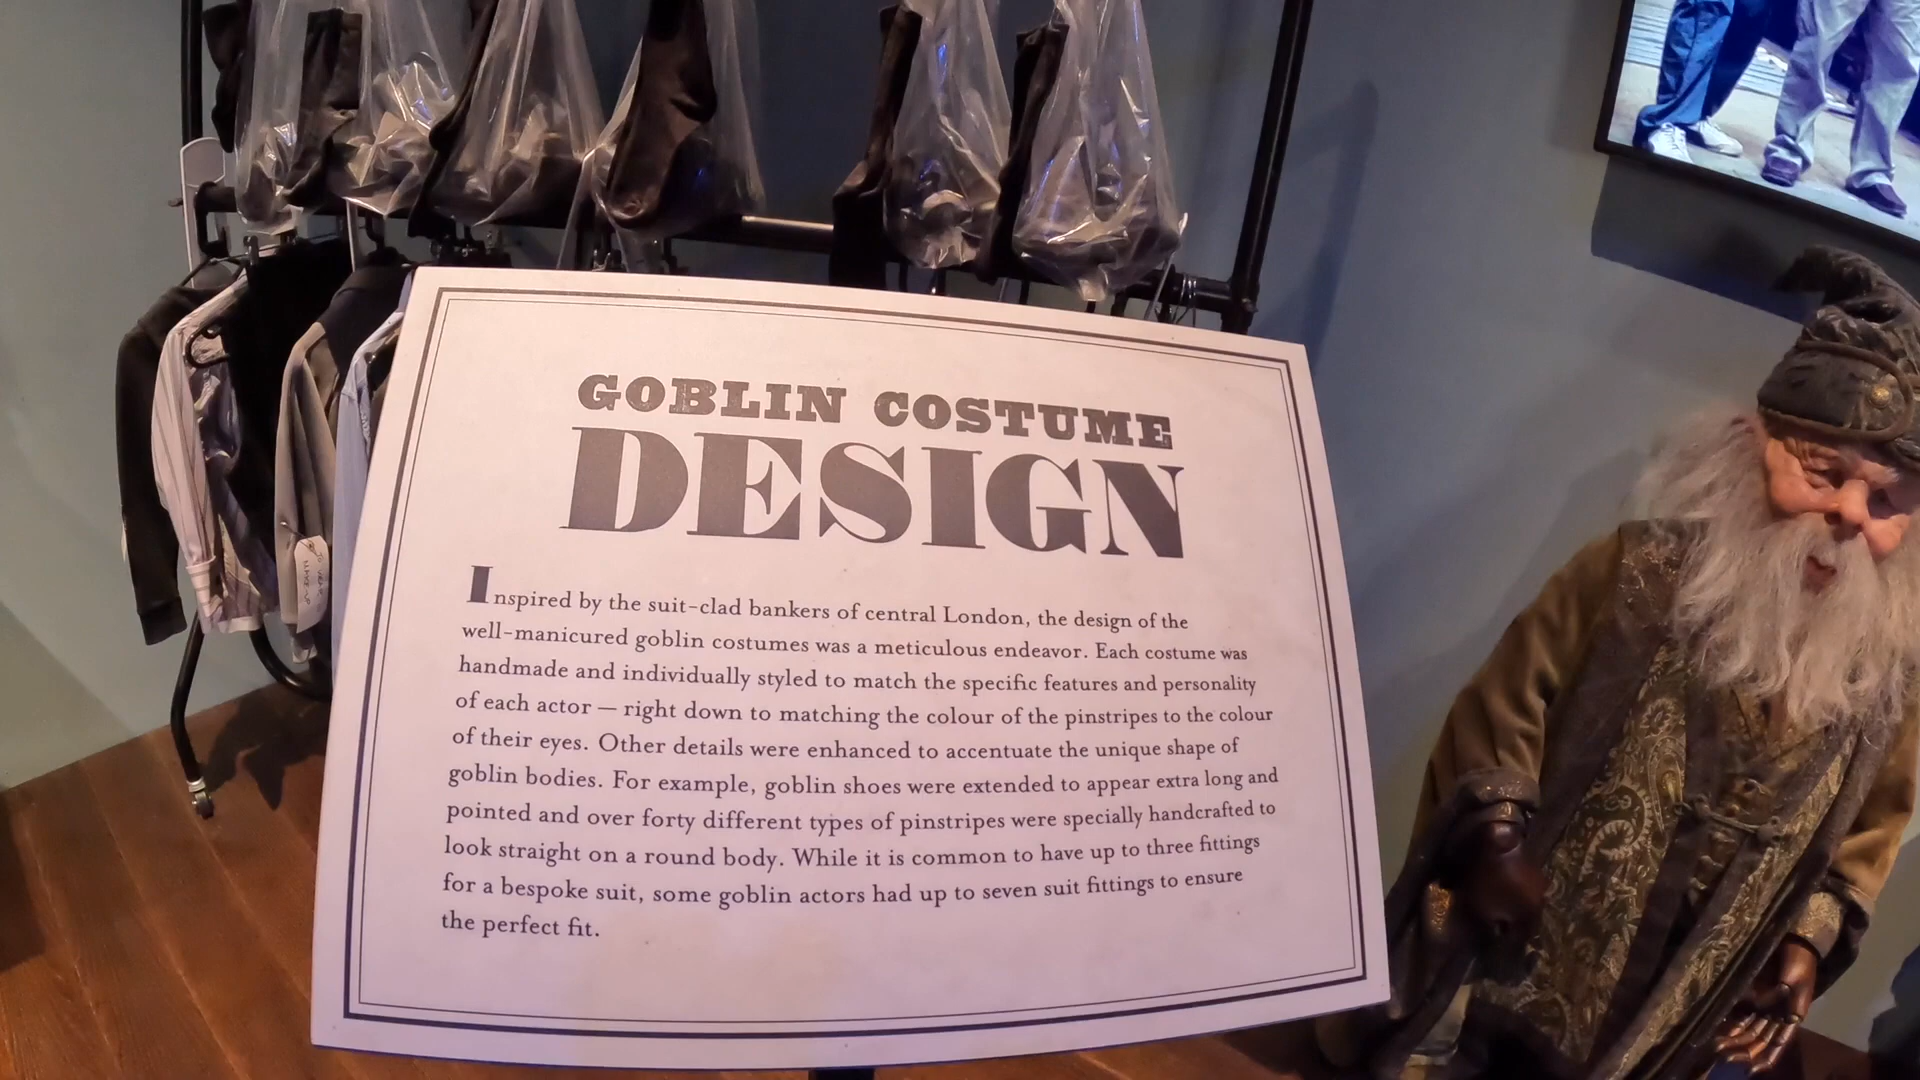 GOBLIN COSTUME
DESIGN
Inspired by the suit-clad bankers of central London, the design of the
well-manicured goblin costumes was a meticulous endeavor. Each costume was
handmade and individually styled to match the specific features and personality
of each actor — right down to matching the colour of the pinstripes to the colour
of their eyes. Other details were enhanced to accentuate the unique shape of
goblin bodies. For example, goblin shoes were extended to appear extra long and
pointed and over forty different types of pinstripes were specially handcrafted to
look straight on a round body. While it is common to have up to three fittings
for a bespoke suit, some goblin actors had up to seven suit fittings to ensure
the perfect fit.